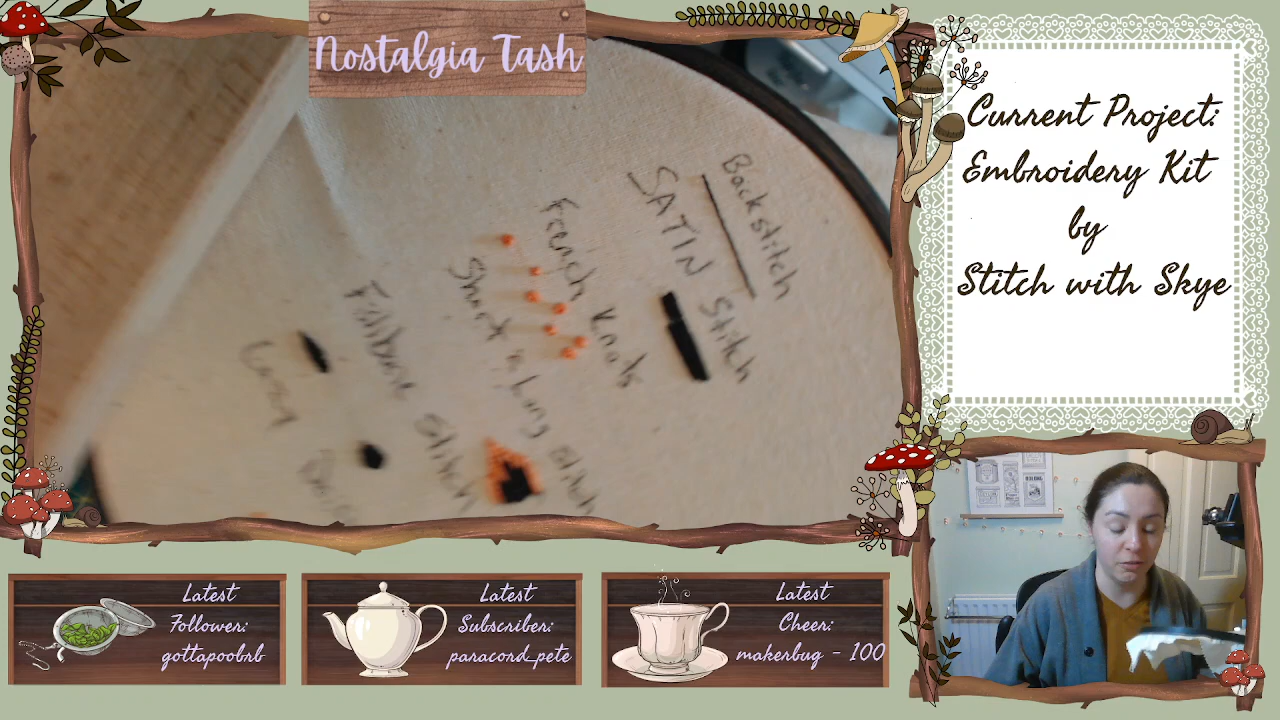 Nostalgia Tash
Current Project:
Embroidery Kit
by
Stitch with Skye
Backstitch
SATIN Stitch
French Knots
Short & Long Stitch
Fishbone Stitch
Lazy
Latest
Follower:
gottapoobrb
Latest
Subscriber:
paracord_pete
Latest
Cheer:
makerbug - 100